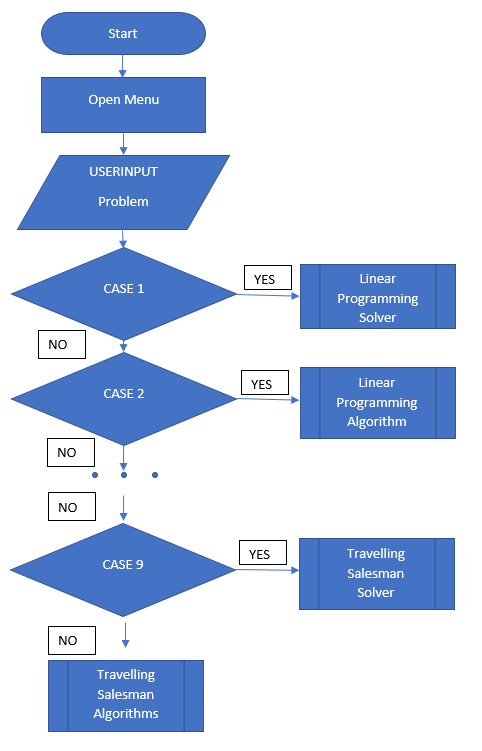 Start
Open Menu
USERINPUT
Problem
CASE 1
YES
Linear
Programming
Solver
NO
CASE 2
YES
Linear
Programming
Algorithm
NO
NO
CASE 9
YES
Travelling
Salesman
Solver
NO
Travelling
Salesman
Algorithms